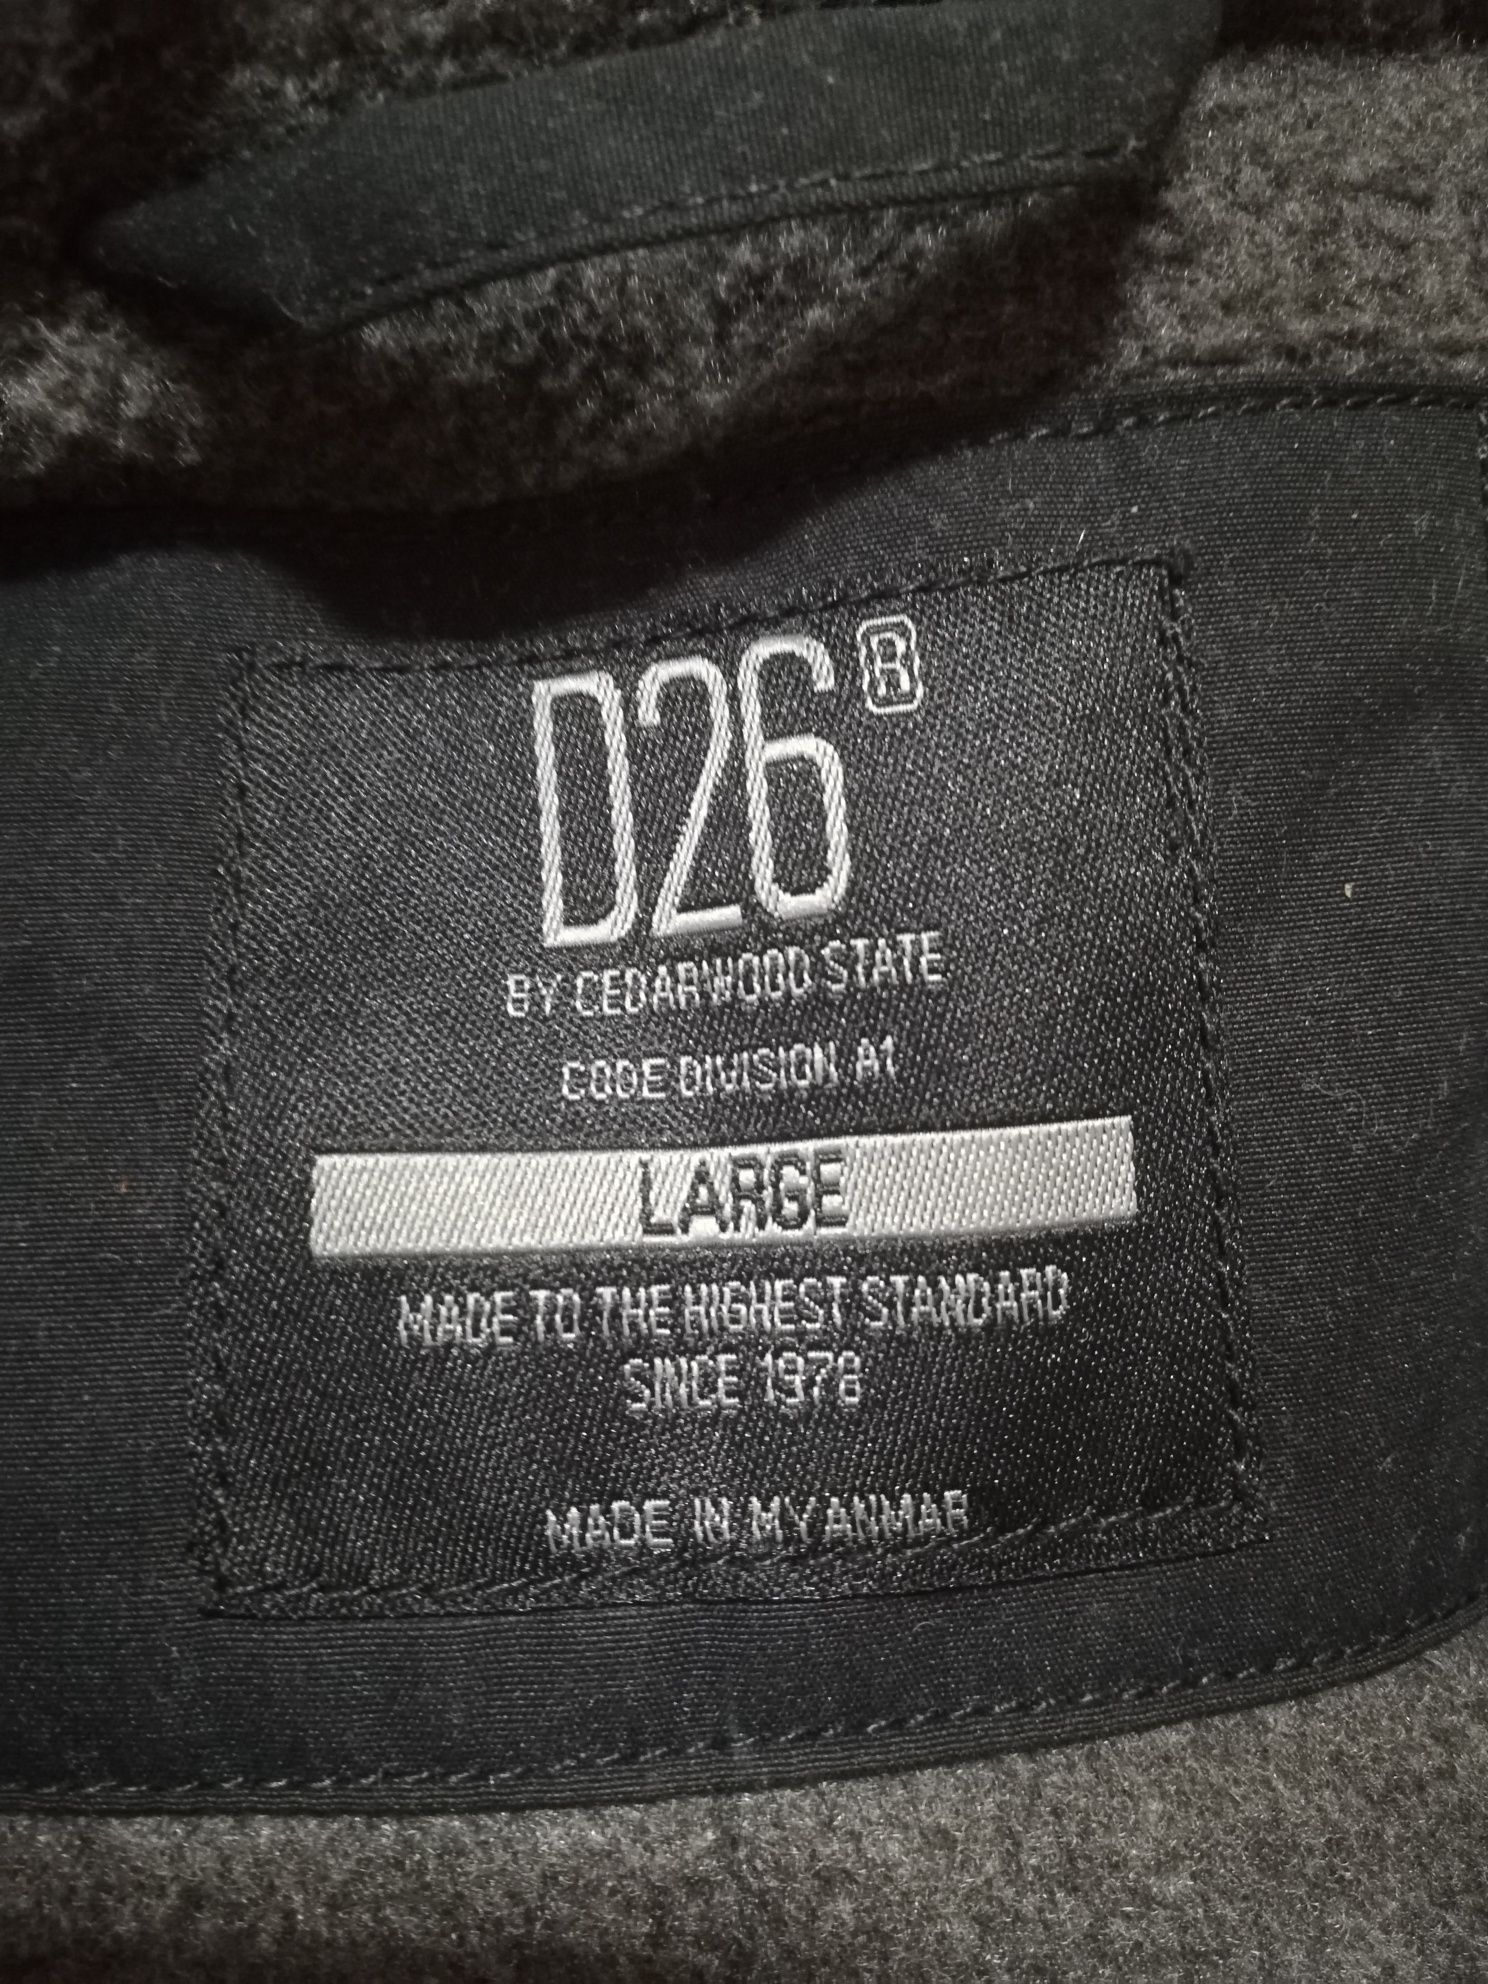 D26®
BY CEDARWOOD STATE
CODE DIVISION A1
LARGE
MADE TO THE HIGHEST STANDARD
SINCE 1978
MADE IN MYANMAR